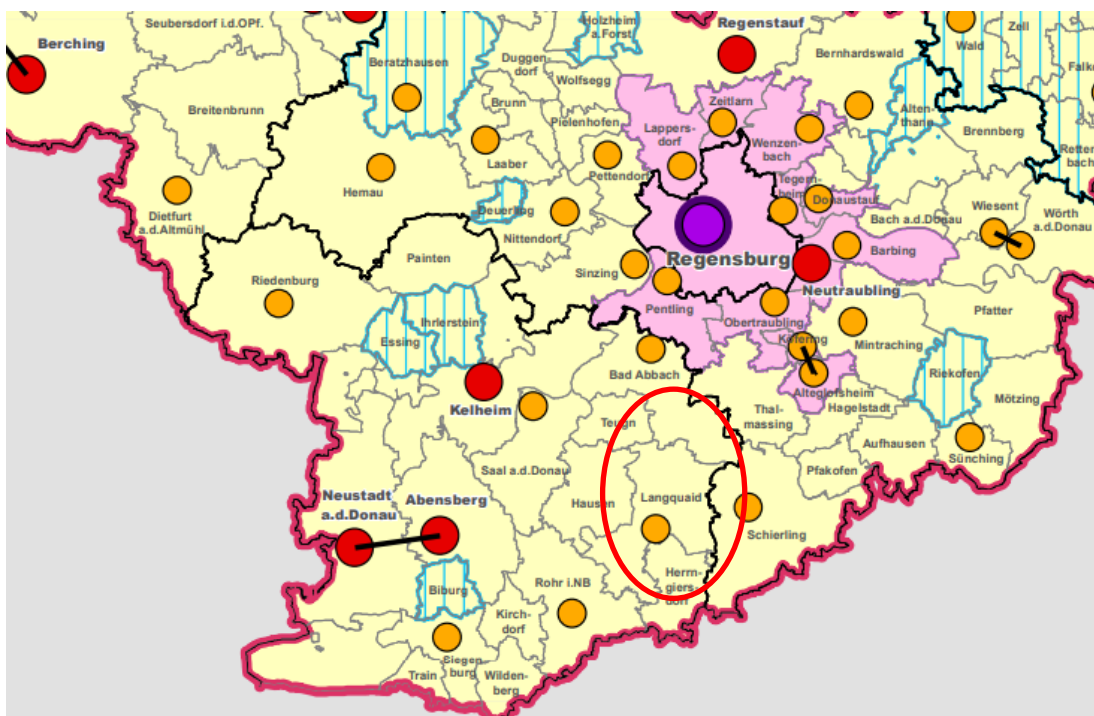 Seubersdorf i.d.OPf.
Berching
Breitenbrunn
Dietfurt
a.d.Altmühl
Beratzhausen
Hemau
Duggen-
dorf
Wolfsegg
Brunn
Pielenhofen
Laaber
Pettendorf
Deuerling
Nittendorf
Sinzing
Holzheim
a.Forst
Regenstauf
Bernhardswald
Zeitlarn
Lappers-
dorf
Wenzen-
bach
Alten-
thann
Wald
Zell
Brennberg
Tegern-
heim
Donaustauf
Bach a.d.Donau
Wiesent
Wörth
a.d.Donau
Barbing
Regensburg
Neutraubling
Pfatter
Riedenburg
Painten
Essing
Ihrlerstein
Kelheim
Pentling
Obertraubling
Köfering
Mintraching
Bad Abbach
Alteglofsheim
Hagelstadt
Riekofen
Mötzing
Thal-
massing
Aufhausen
Sünching
Pfakofen
Schierling
Teugn
Saal a.d.Donau
Hausen
Langquaid
Herrn-
giers-
dorf
Neustadt
a.d.Donau
Abensberg
Biburg
Rohr i.NB
Kirch-
dorf
Siegen
burg
Train
Wilden-
berg